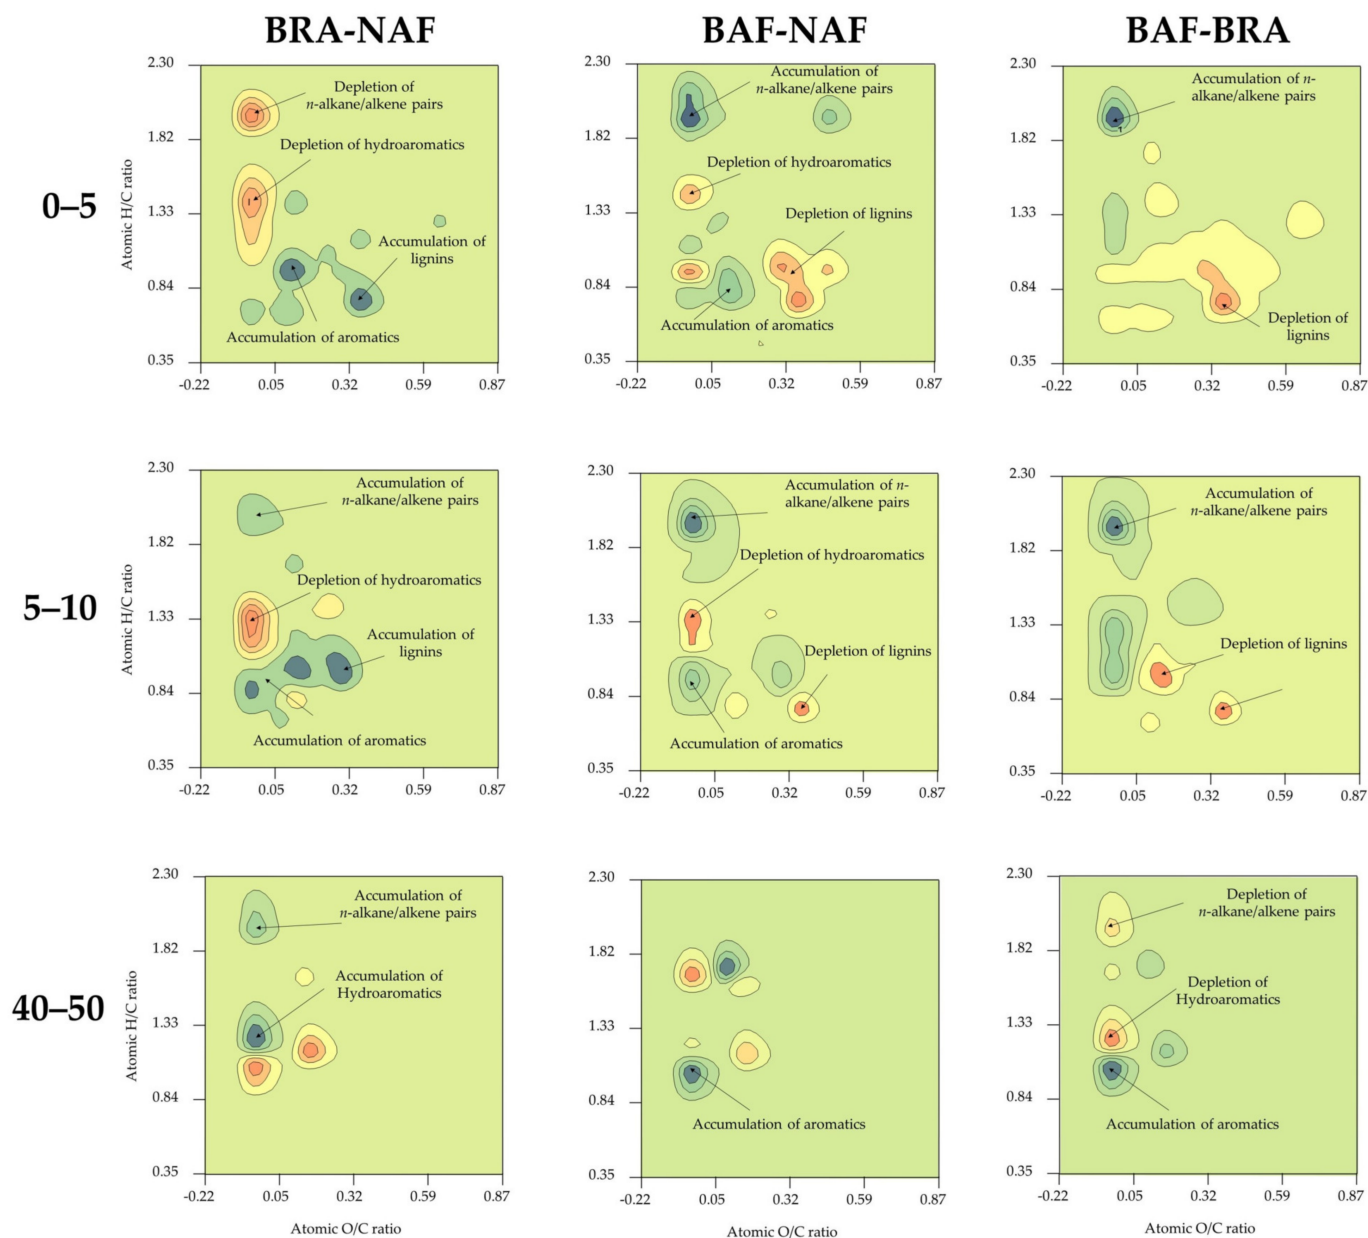 BRA-NAF
BAF-NAF
BAF-BRA
0–5
Atomic H/C ratio
2.30
1.82
1.33
0.84
0.35
-0.22
0.05
0.32
0.59
0.87
Depletion of
n-alkane/alkene pairs
Depletion of hydroaromatics
Accumulation of
lignins
Accumulation of aromatics
2.30
1.82
1.33
0.84
0.35
-0.22
0.05
0.32
0.59
0.87
Accumulation of
n-alkane/alkene pairs
Depletion of hydroaromatics
Depletion of lignins
Accumulation of aromatics
2.30
1.82
1.33
0.84
0.35
-0.22
0.05
0.32
0.59
0.87
Accumulation of n-
alkane/alkene pairs
Depletion of
lignins
5–10
Atomic H/C ratio
2.30
1.82
1.33
0.84
0.35
-0.22
0.05
0.32
0.59
0.87
Accumulation of
n-alkane/alkene pairs
Depletion of hydroaromatics
Accumulation of
lignins
Accumulation of aromatics
2.30
1.82
1.33
0.84
0.35
-0.22
0.05
0.32
0.59
0.87
Accumulation of n-
alkane/alkene pairs
Depletion of hydroaromatics
Depletion of lignins
Accumulation of aromatics
2.30
1.82
1.33
0.84
0.35
-0.22
0.05
0.32
0.59
0.87
Accumulation of
n-alkane/alkene pairs
Depletion of lignins
40–50
Atomic H/C ratio
2.30
1.82
1.33
0.84
0.35
-0.22
0.05
0.32
0.59
0.87
Accumulation of
n-alkane/alkene pairs
Accumulation of
Hydroaromatics
Atomic O/C ratio
2.30
1.82
1.33
0.84
0.35
-0.22
0.05
0.32
0.59
0.87
Accumulation of aromatics
Atomic O/C ratio
2.30
1.82
1.33
0.84
0.35
-0.22
0.05
0.32
0.59
0.87
Depletion of
n-alkane/alkene pairs
Depletion of
Hydroaromatics
Accumulation of aromatics
Atomic O/C ratio